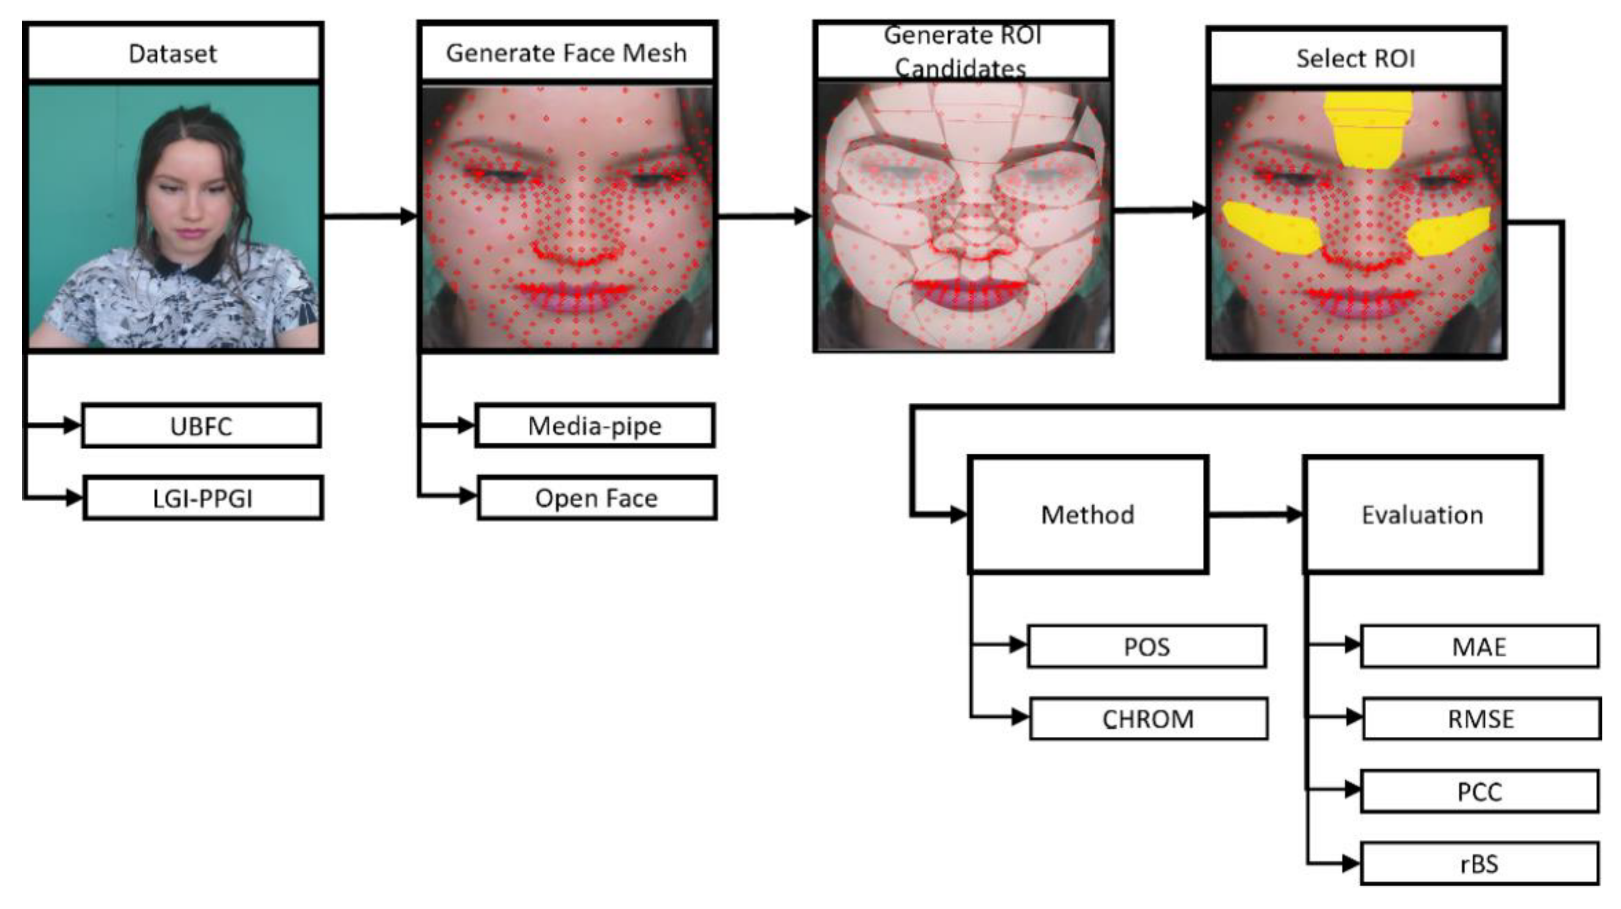 Dataset
Generate Face Mesh
Generate ROI
Candidates
Select ROI
UBFC
LGI-PPGI
Media-pipe
Open Face
Method
Evaluation
POS
CHROM
MAE
RMSE
PCC
rBS